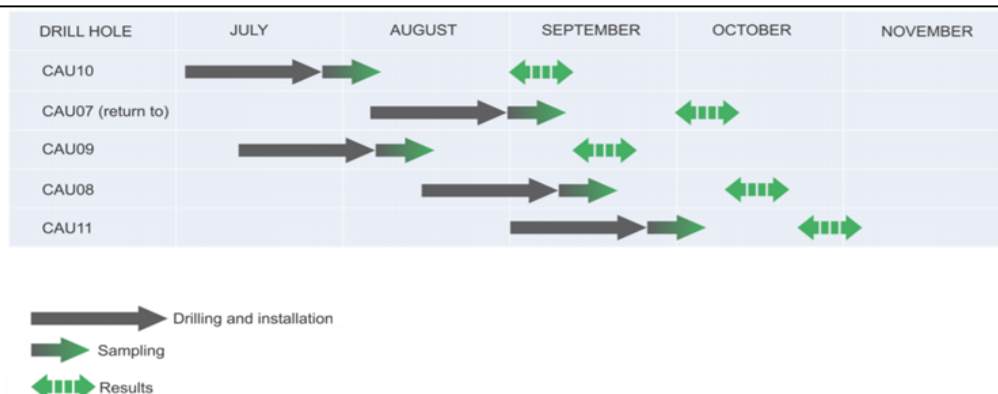 DRILL HOLE JULY AUGUST SEPTEMBER OCTOBER NOVEMBER
CAU10
CAU07 (return to)
CAU09
CAU08
CAU11
Drilling and installation
Sampling
Results